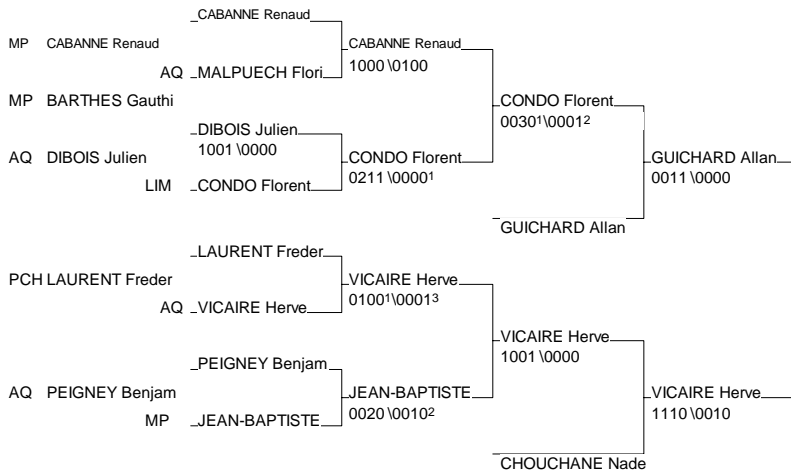 CABANNE Renaud
MP CABANNE Renaud CABANNE Renaud
1000\0100
AQ MALPUECH Flori
MP BARTHES Gauthi CONDO Florent
0030¹\0001²
DIBOIS Julien
1001\0000
AQ DIBOIS Julien CONDO Florent GUICHARD Allan
0211\0000¹ 0011\0000
LIM CONDO Florent
GUICHARD Allan
LAURENT Freder
PCH LAURENT Freder VICAIRE Herve
0100¹\0001³
AQ VICAIRE Herve
VICAIRE Herve
1001\0000
PEIGNEY Benjam
AQ PEIGNEY Benjam JEAN-BAPTISTE VICAIRE Herve
0020\0010² 1110\0010
MP JEAN-BAPTISTE
CHOUCHANE Nade